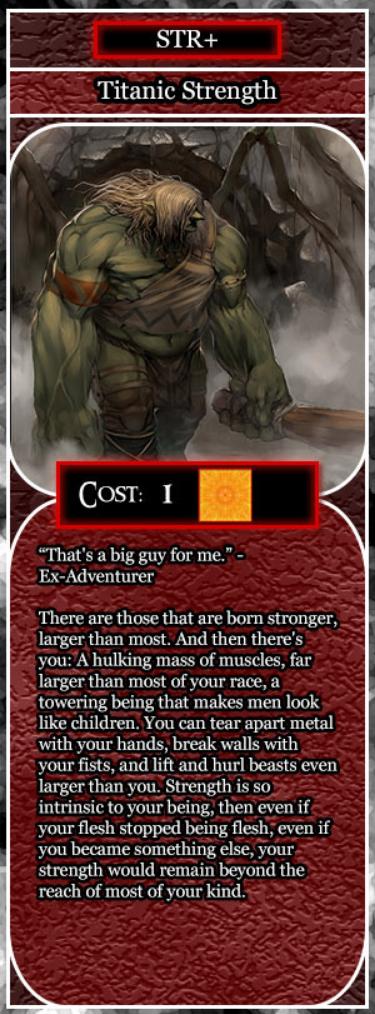 STR+
Titanic Strength
COST: 1
"That's a big guy for me." -
Ex-Adventurer
There are those that are born stronger,
larger than most. And then there's
you: A hulking mass of muscles, far
larger than most of your race, a
towering being that makes men look
like children. You can tear apart metal
with your hands, break walls with
your fists, and lift and hurl beasts even
larger than you. Strength is so
intrinsic to your being, then even if
your flesh stopped being flesh, even if
you became something else, your
strength would remain beyond the
reach of most of your kind.